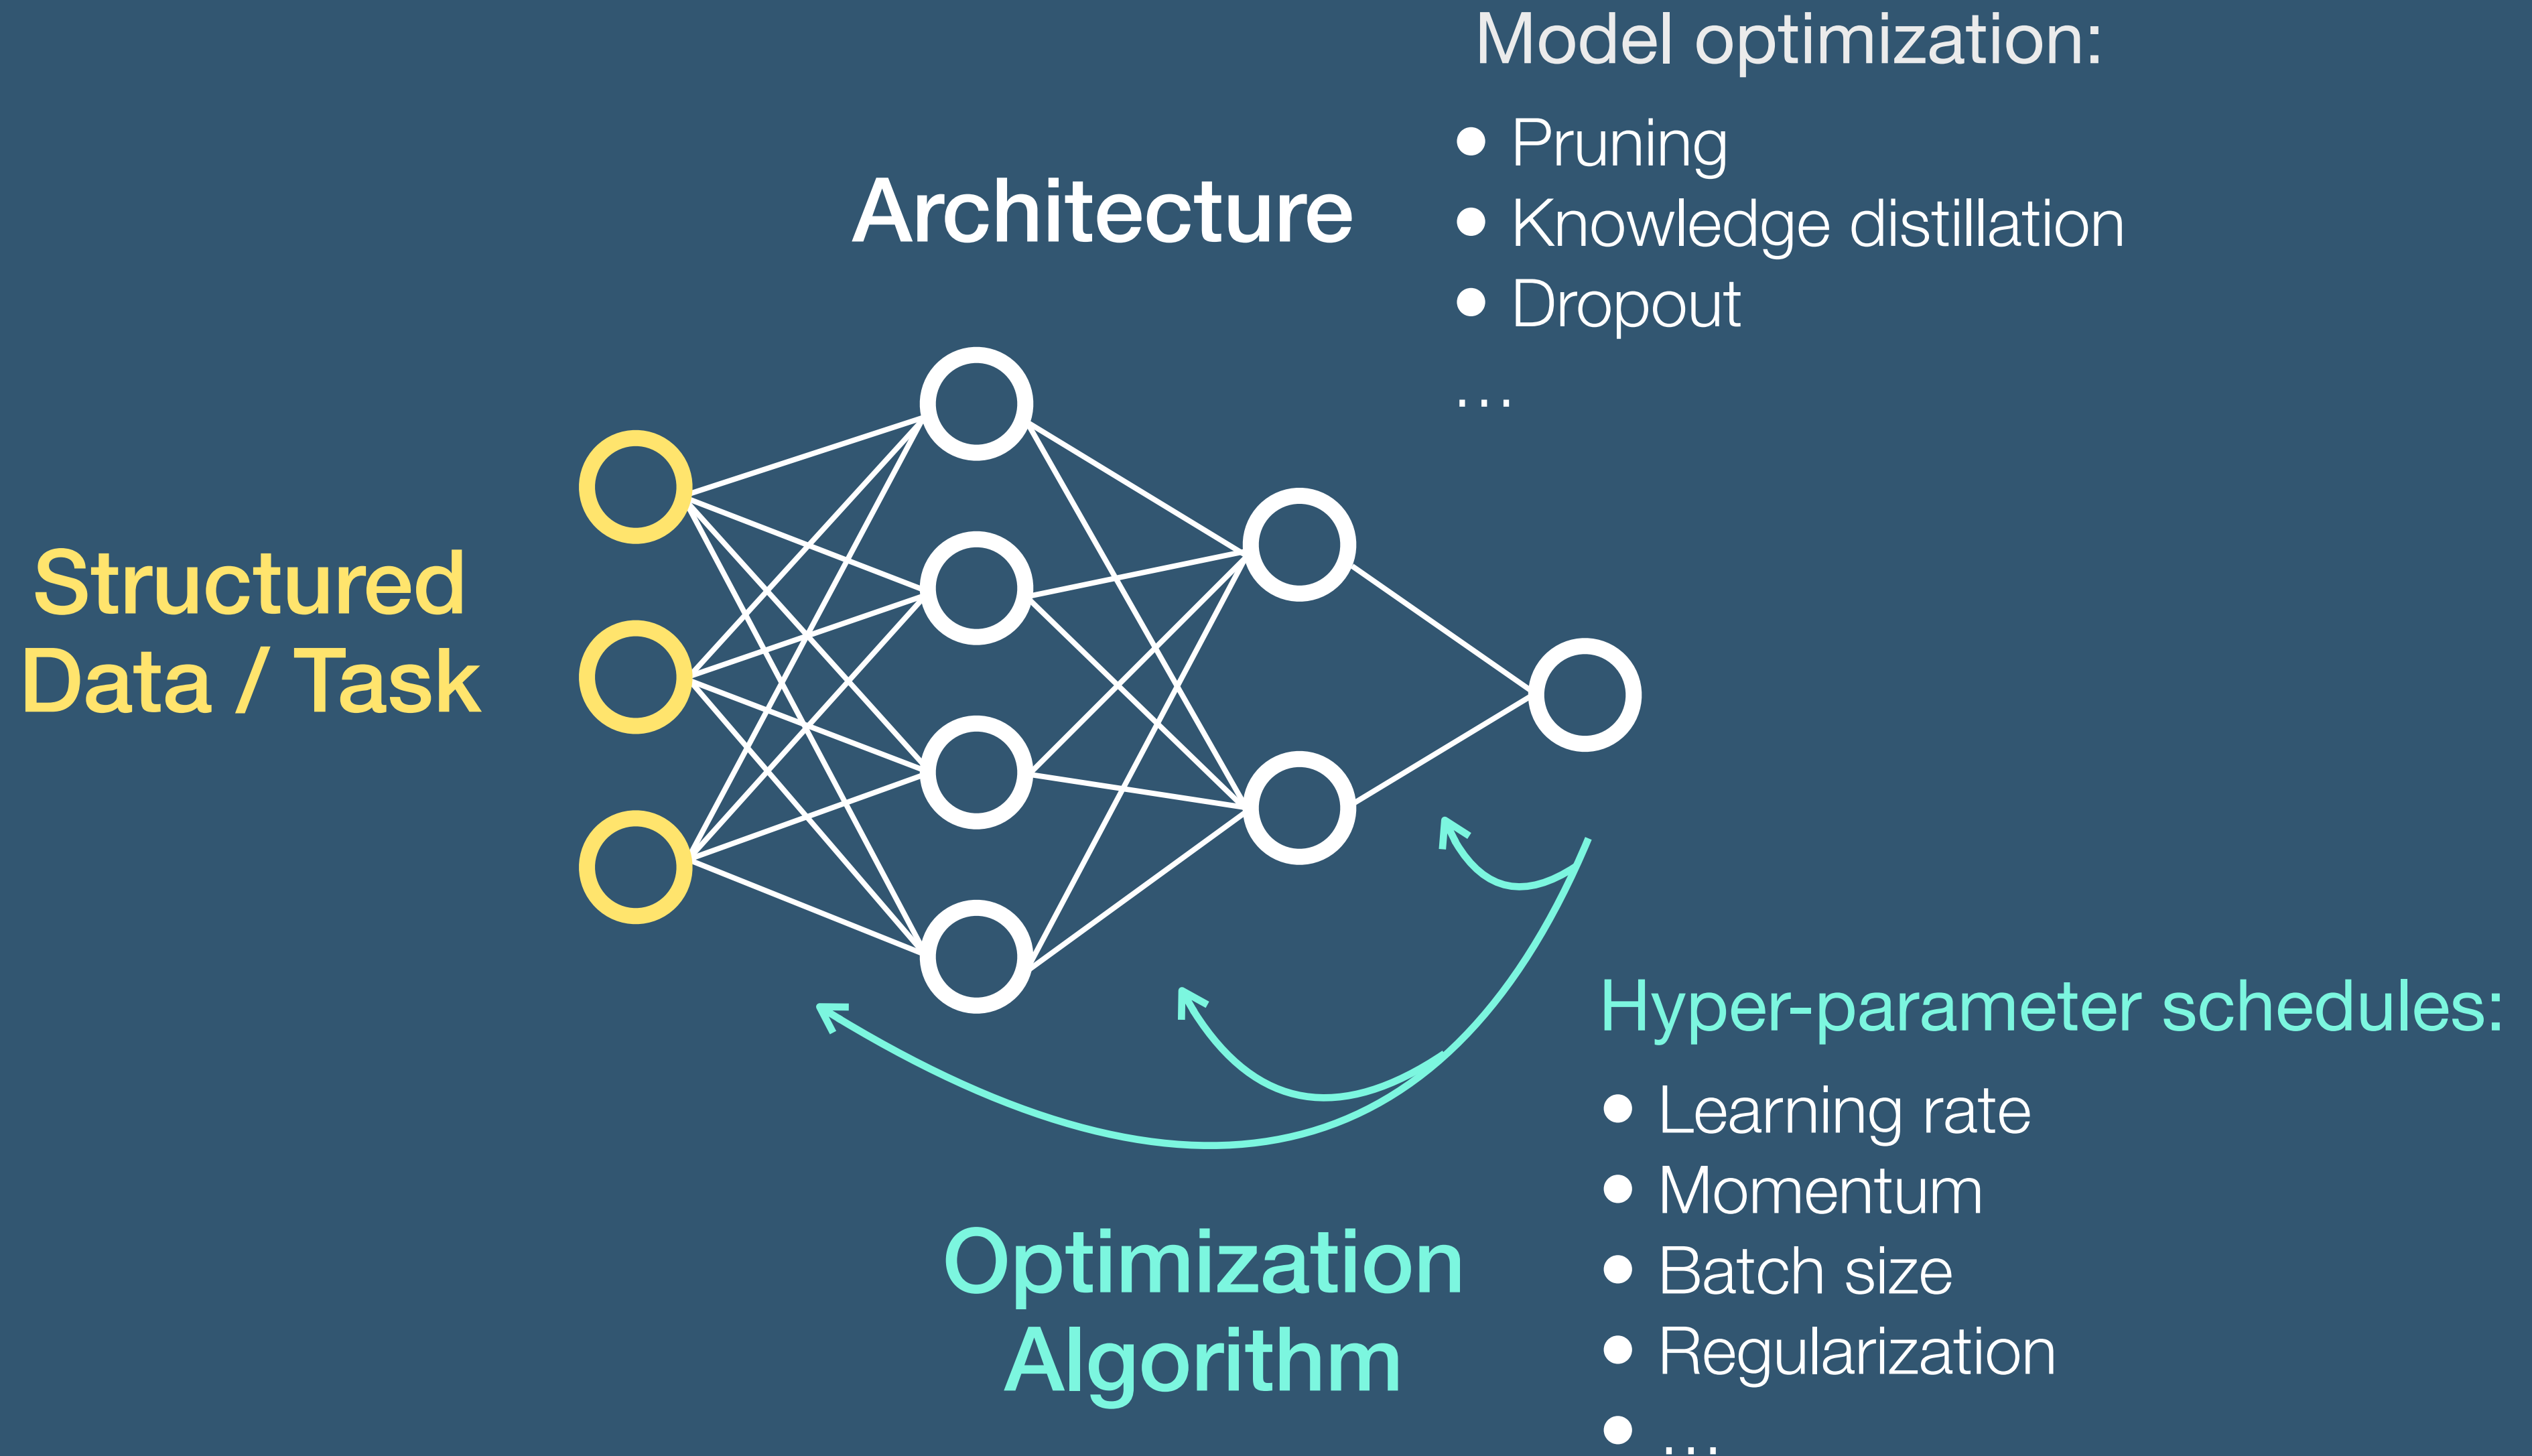 Model optimization:
● Pruning
● Knowledge distillation
● Dropout
…
Architecture
Structured
Data / Task
Hyper-parameter schedules:
● Learning rate
● Momentum
● Batch size
● Regularization
● …
Optimization
Algorithm